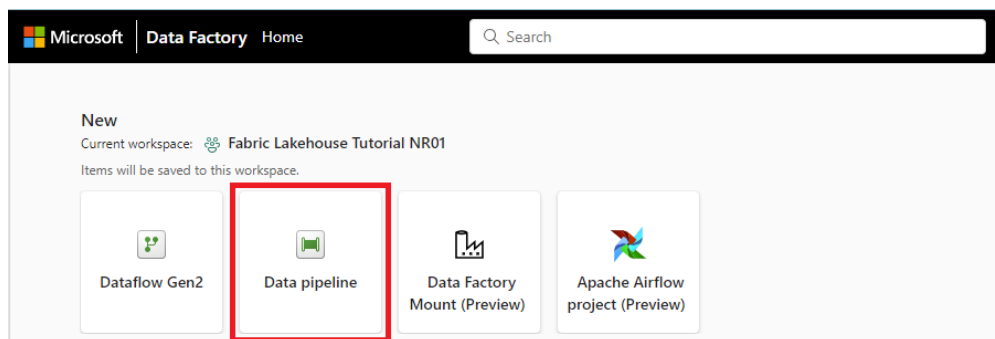 Microsoft Data Factory Home Search
New
Current workspace: Fabric Lakehouse Tutorial NR01
Items will be saved to this workspace.
Dataflow Gen2
Data pipeline
Data Factory
Mount (Preview)
Apache Airflow
project (Preview)